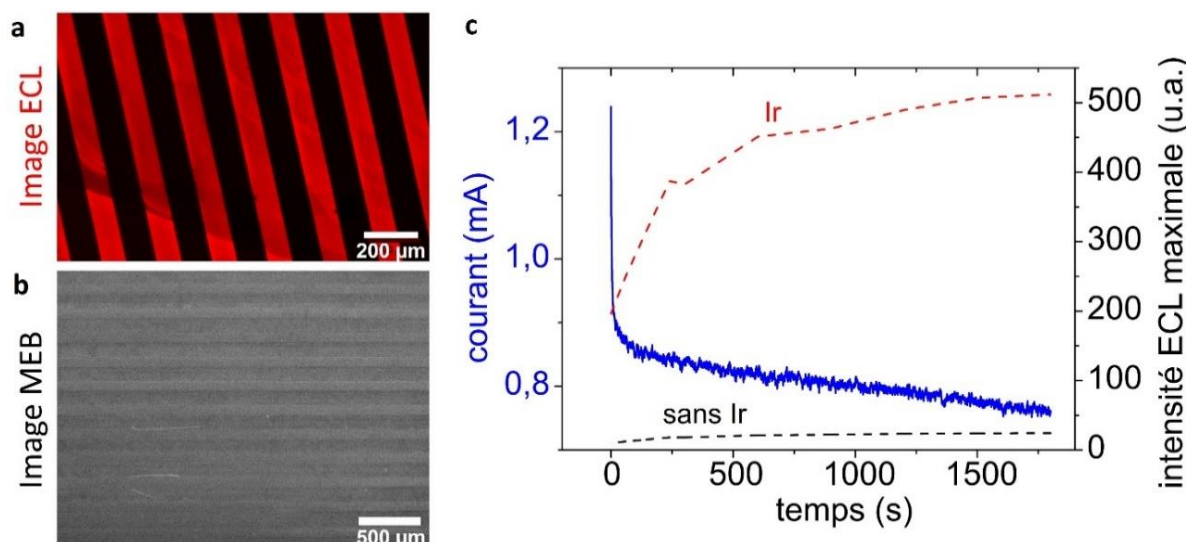 a
Image ECL
200 µm
b
Image MEB
500 µm
c
courant (mA)
1,2
1,0
0,8
Ir
sans Ir
0
500
1000
1500
temps (s)
500
400
300
200
100
0
intensité ECL maximale (u.a.)